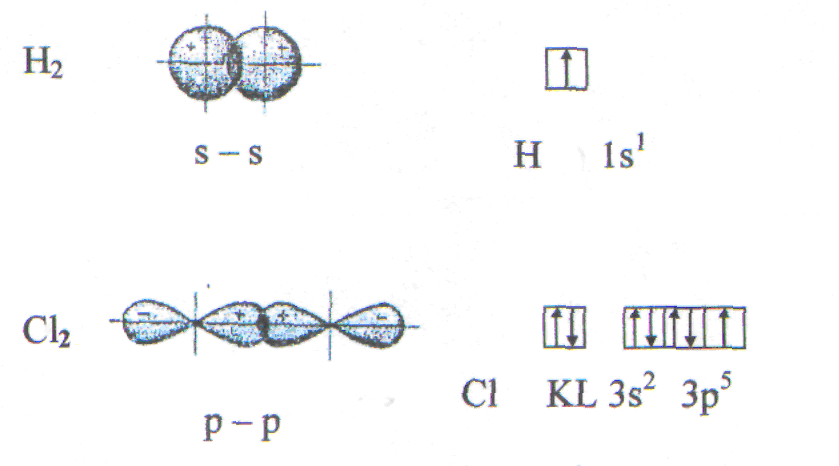 H₂
s – s
H 1s¹
Cl₂
p – p
Cl KL 3s² 3p⁵